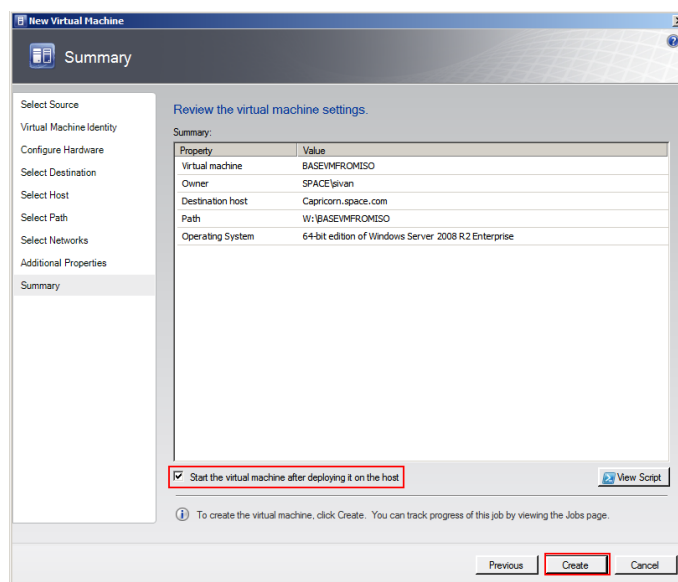 New Virtual Machine
Summary
Select Source
Virtual Machine Identity
Configure Hardware
Select Destination
Select Host
Select Path
Select Networks
Additional Properties
Summary
Review the virtual machine settings.
Summary:
Property Value
Virtual machine BASEVMFROMISO
Owner SPACE\sivan
Destination host Capricorn.space.com
Path W:\BASEVMFROMISO
Operating System 64-bit edition of Windows Server 2008 R2 Enterprise
Start the virtual machine after deploying it on the host
View Script
To create the virtual machine, click Create. You can track progress of this job by viewing the Jobs page.
Previous Create Cancel